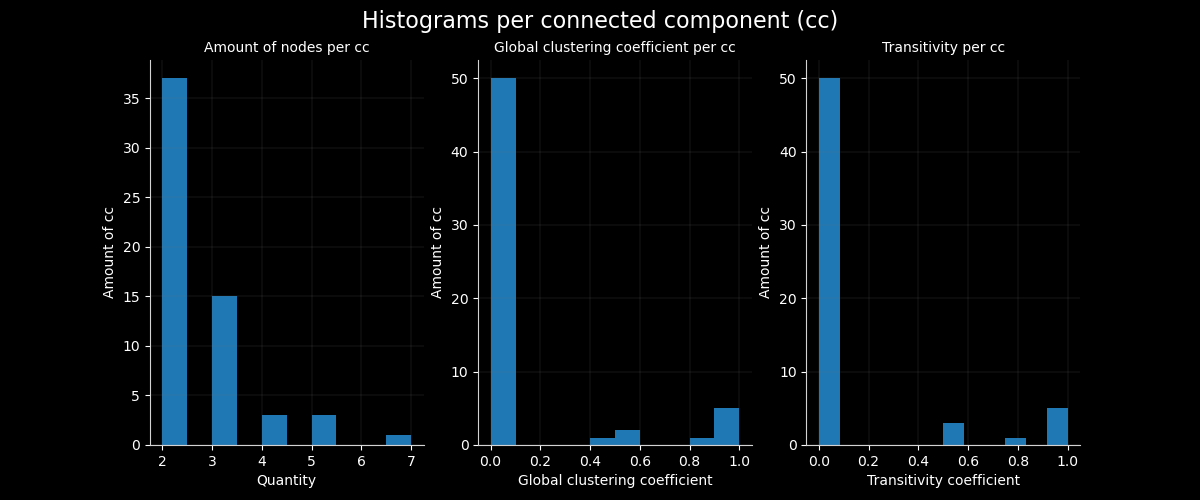 Histograms per connected component (cc)
Amount of nodes per cc
Amount of cc
35
30
25
20
15
10
5
0
2 3 4 5 6 7
Quantity
Global clustering coefficient per cc
Amount of cc
50
40
30
20
10
0
0.0 0.2 0.4 0.6 0.8 1.0
Global clustering coefficient
Transitivity per cc
Amount of cc
50
40
30
20
10
0
0.0 0.2 0.4 0.6 0.8 1.0
Transitivity coefficient